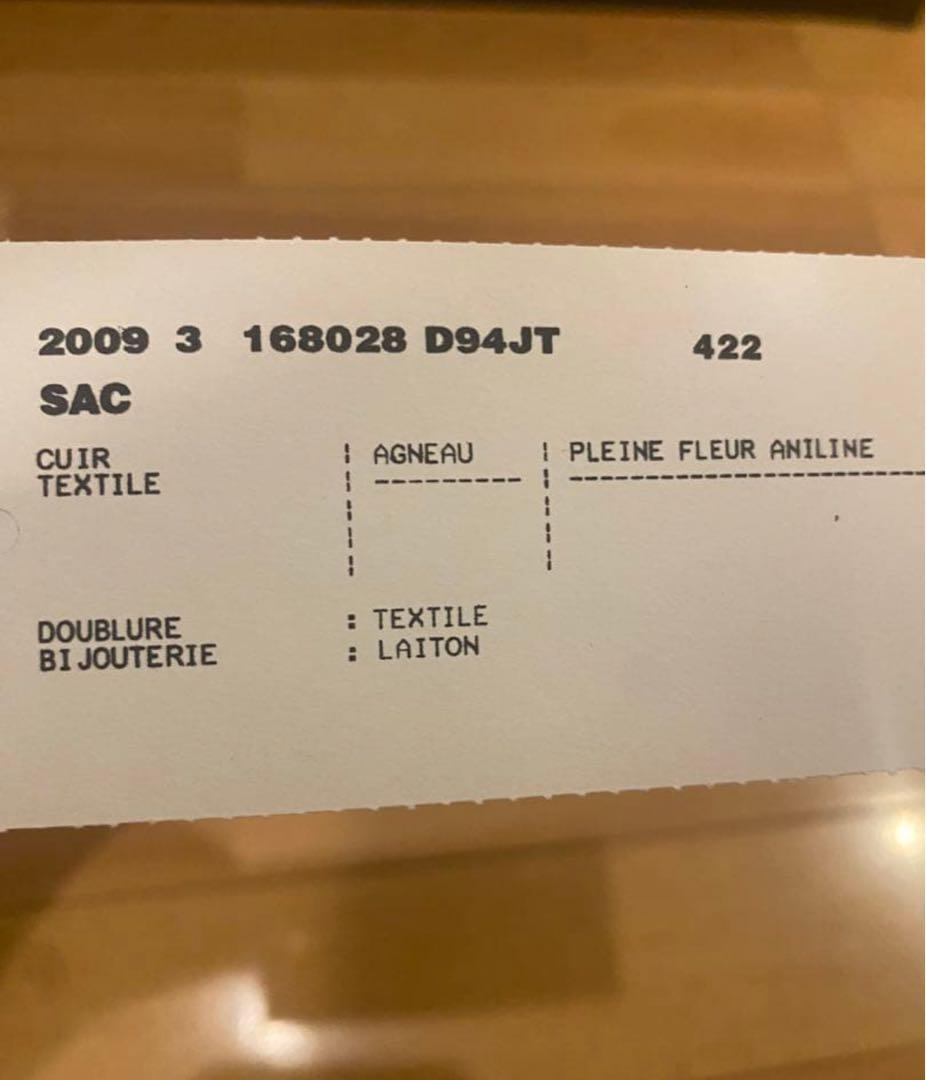 2009 3 168028 D94JT 422
SAC
CUIR ¦ AGNEAU ¦ PLEINE FLEUR ANILINE
TEXTILE ¦ --------- ¦ --------------------
DOUBLURE : TEXTILE
BIJOUTERIE : LAITON